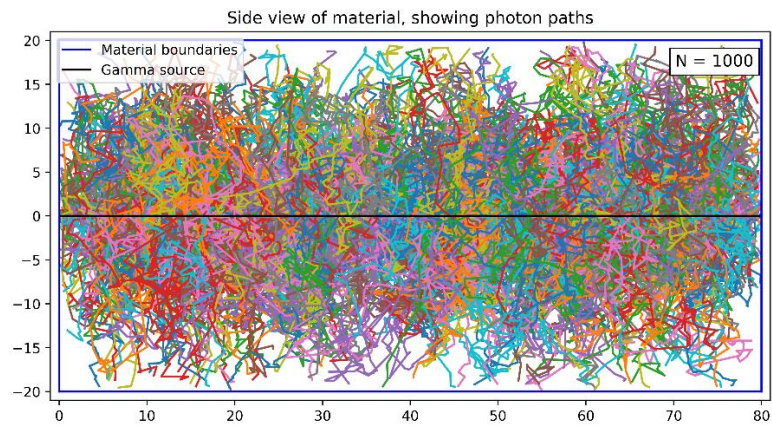 Side view of material, showing photon paths
Material boundaries
Gamma source
N = 1000
20
15
10
5
0
−5
−10
−15
−20
0 10 20 30 40 50 60 70 80